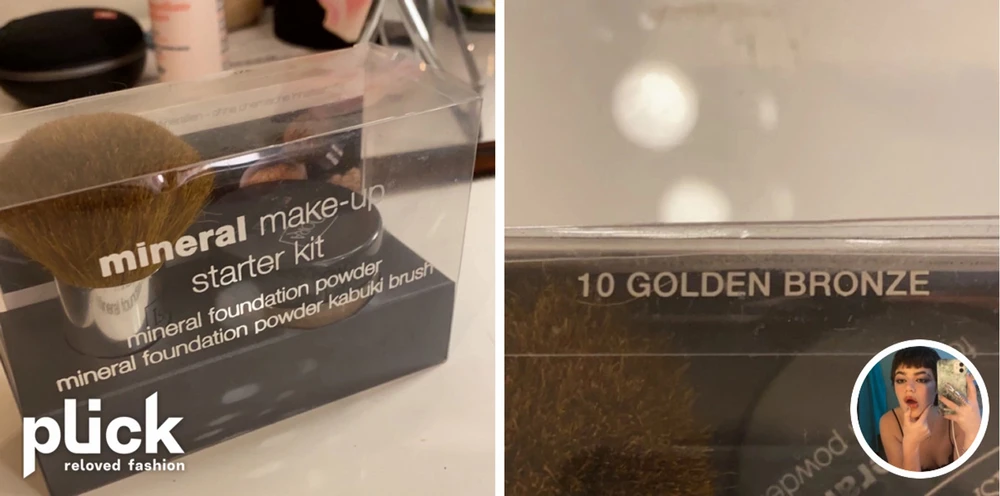 mineral make-up
starter kit
mineral foundation powder
mineral foundation powder kabuki brush
plick
reloved fashion
10 GOLDEN BRONZE